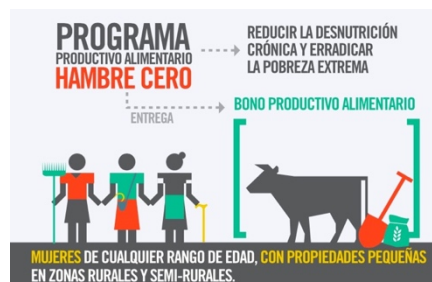 PROGRAMA
PRODUCTIVO ALIMENTARIO
HAMBRE CERO
REDUCIR LA DESNUTRICIÓN
CRÓNICA Y ERRADICAR
LA POBREZA EXTREMA
ENTREGA
BONO PRODUCTIVO ALIMENTARIO
MUJERES DE CUALQUIER RANGO DE EDAD, CON PROPIEDADES PEQUEÑAS
EN ZONAS RURALES Y SEMI-RURALES.